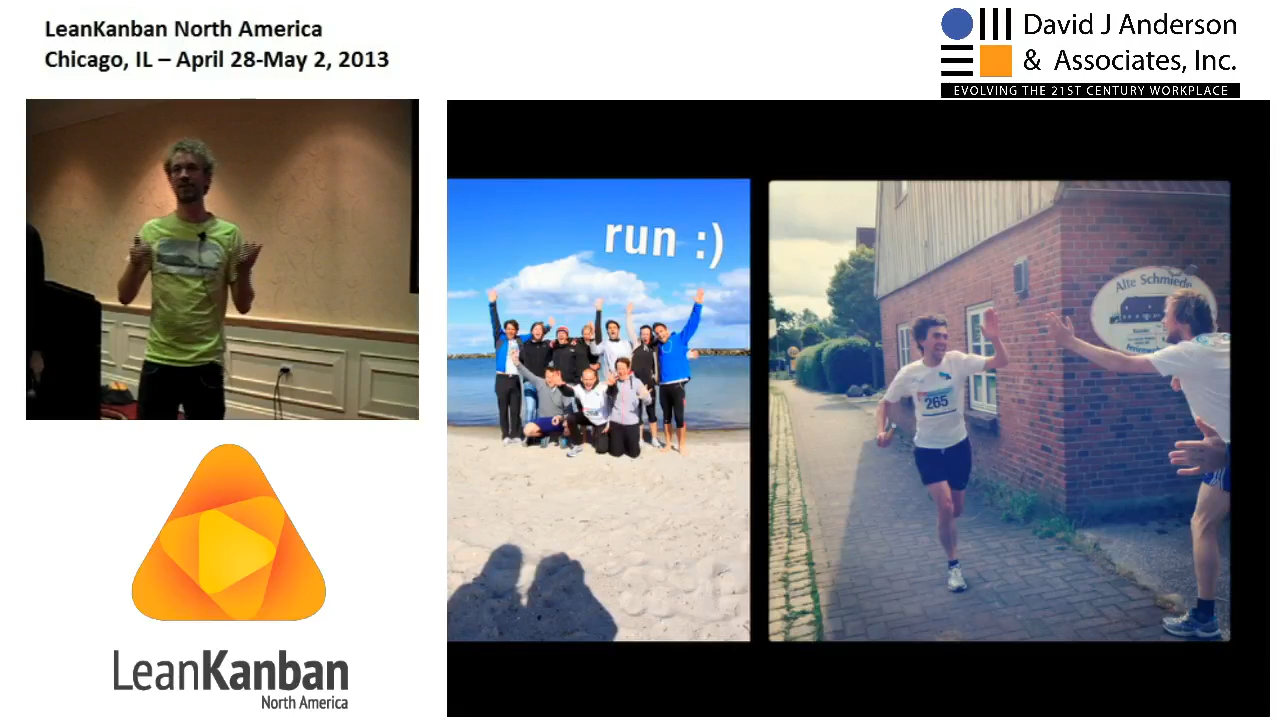 LeanKanban North America
Chicago, IL – April 28-May 2, 2013
David J Anderson
& Associates, Inc.
EVOLVING THE 21ST CENTURY WORKPLACE
run :)
Alte Schmiede
265
LeanKanban
North America